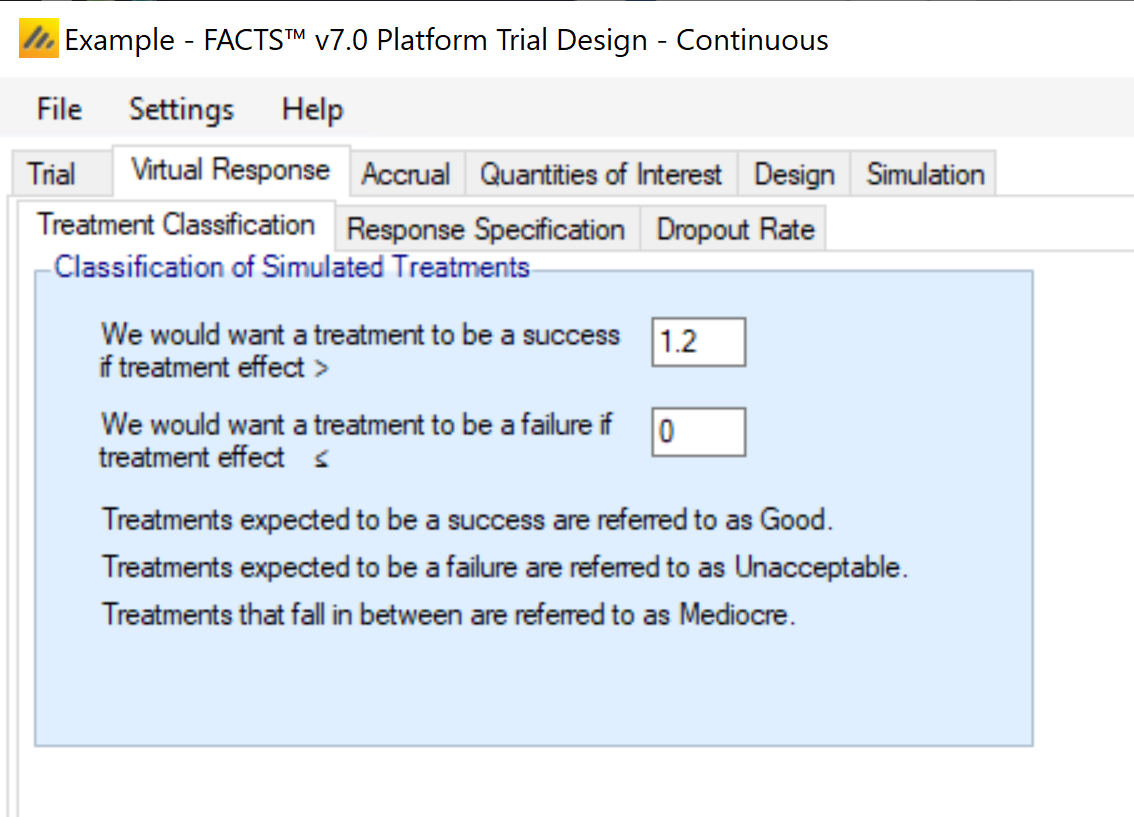 Example - FACTS™ v7.0 Platform Trial Design - Continuous
File Settings Help
Trial Virtual Response Accrual Quantities of Interest Design Simulation
Treatment Classification Response Specification Dropout Rate
Classification of Simulated Treatments
We would want a treatment to be a success
if treatment effect > 1.2
We would want a treatment to be a failure if
treatment effect ≤ 0
Treatments expected to be a success are referred to as Good.
Treatments expected to be a failure are referred to as Unacceptable.
Treatments that fall in between are referred to as Mediocre.